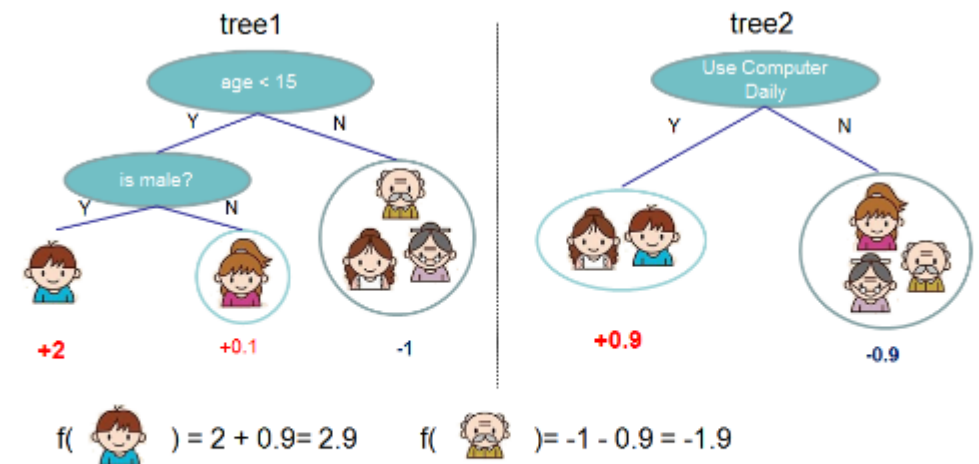 tree1
tree2
age < 15
Use Computer
Daily
Y
N
Y
N
is male?
Y
N
+2
+0.1
-1
+0.9
-0.9
f( ) = 2 + 0.9= 2.9
f( )= -1 - 0.9 = -1.9